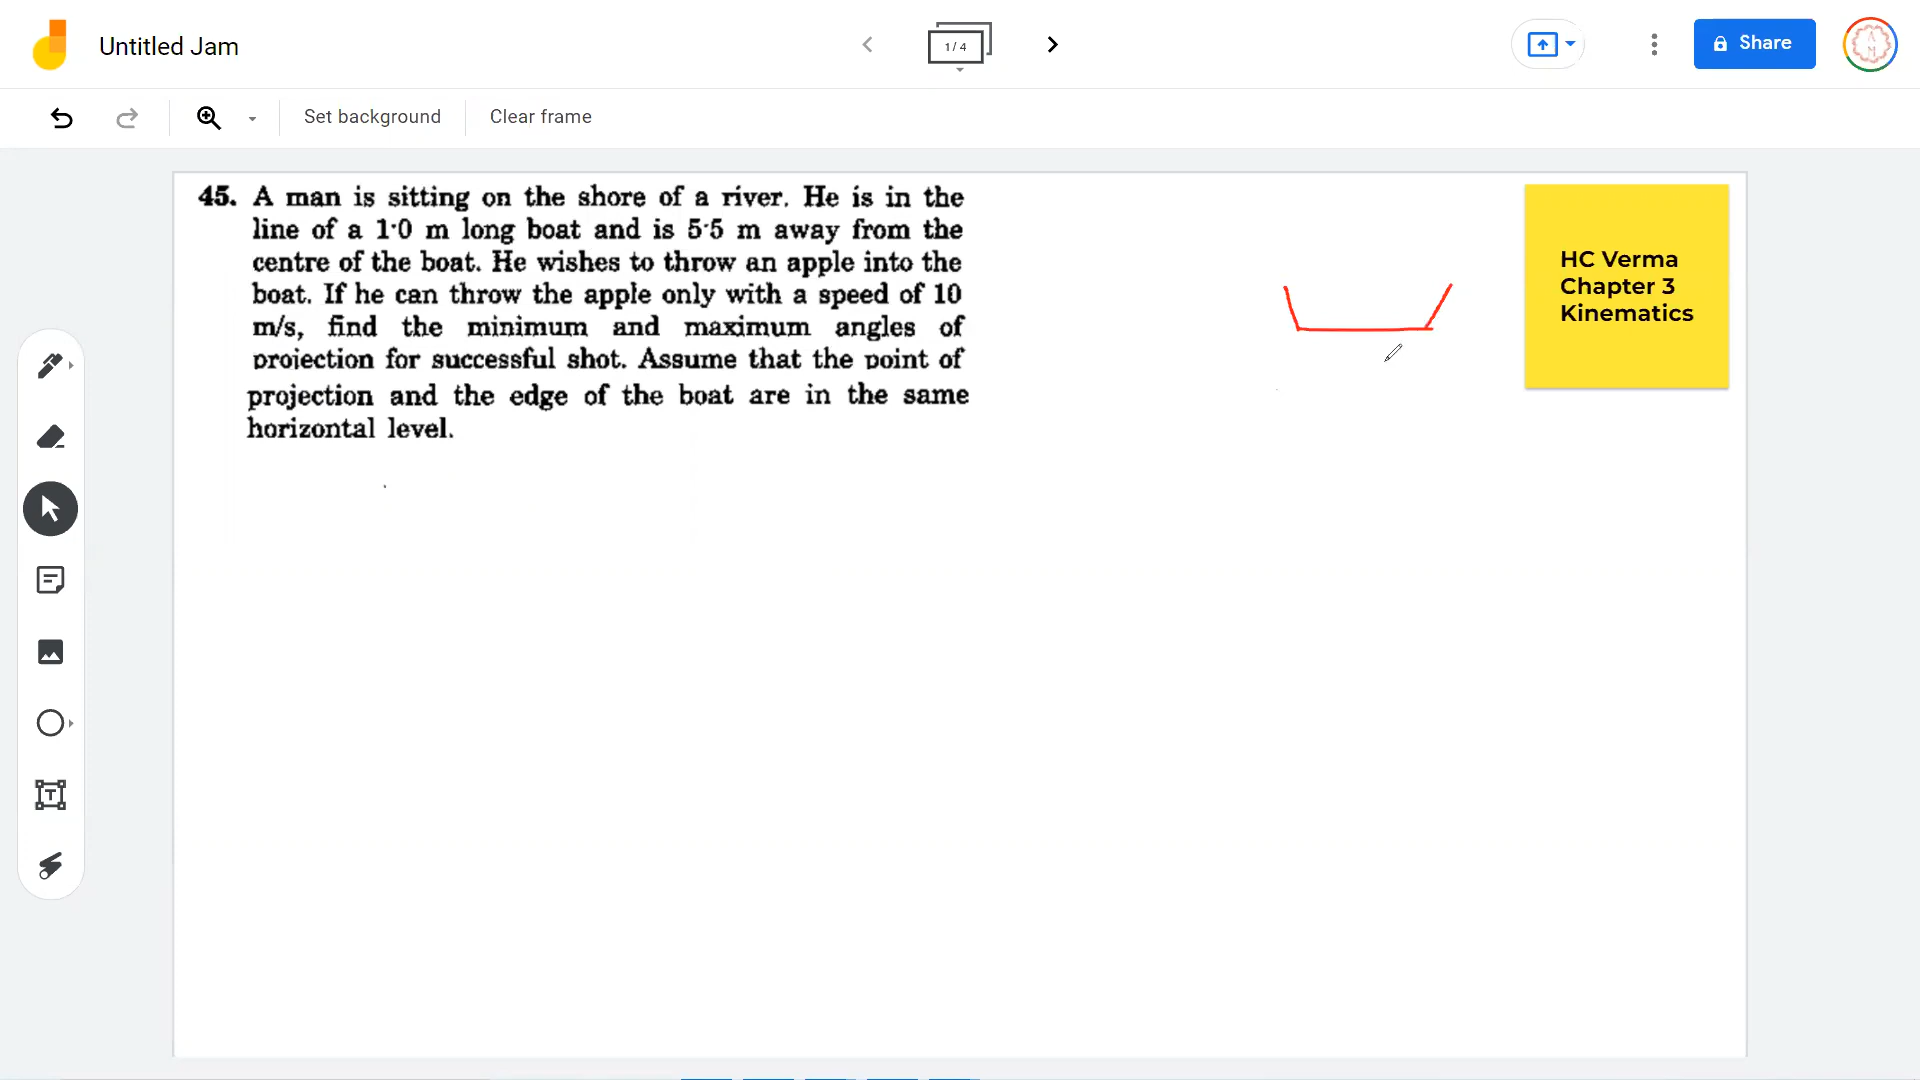 Untitled Jam
1 / 4
Share
Set background
Clear frame
45. A man is sitting on the shore of a river. He is in the
line of a 1·0 m long boat and is 5·5 m away from the
centre of the boat. He wishes to throw an apple into the
boat. If he can throw the apple only with a speed of 10
m/s, find the minimum and maximum angles of
projection for successful shot. Assume that the point of
projection and the edge of the boat are in the same
horizontal level.
HC Verma
Chapter 3
Kinematics